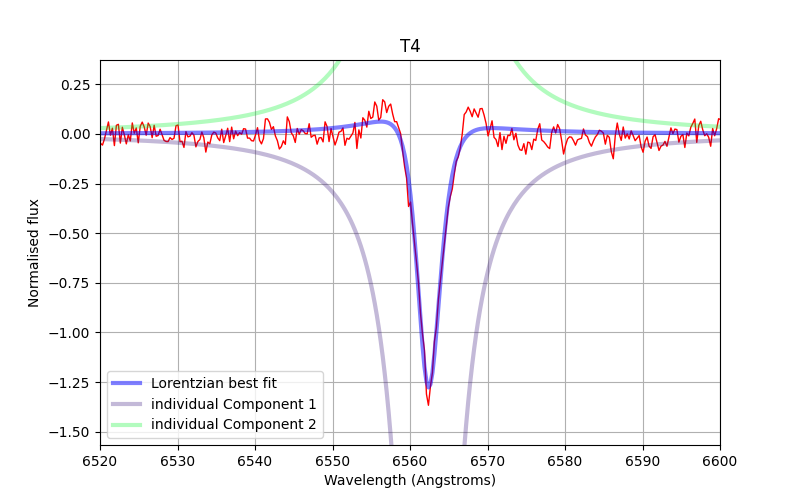 T4
Normalised flux
0.25
0.00
−0.25
−0.50
−0.75
−1.00
−1.25
−1.50
Lorentzian best fit
individual Component 1
individual Component 2
6520 6530 6540 6550 6560 6570 6580 6590 6600
Wavelength (Angstroms)